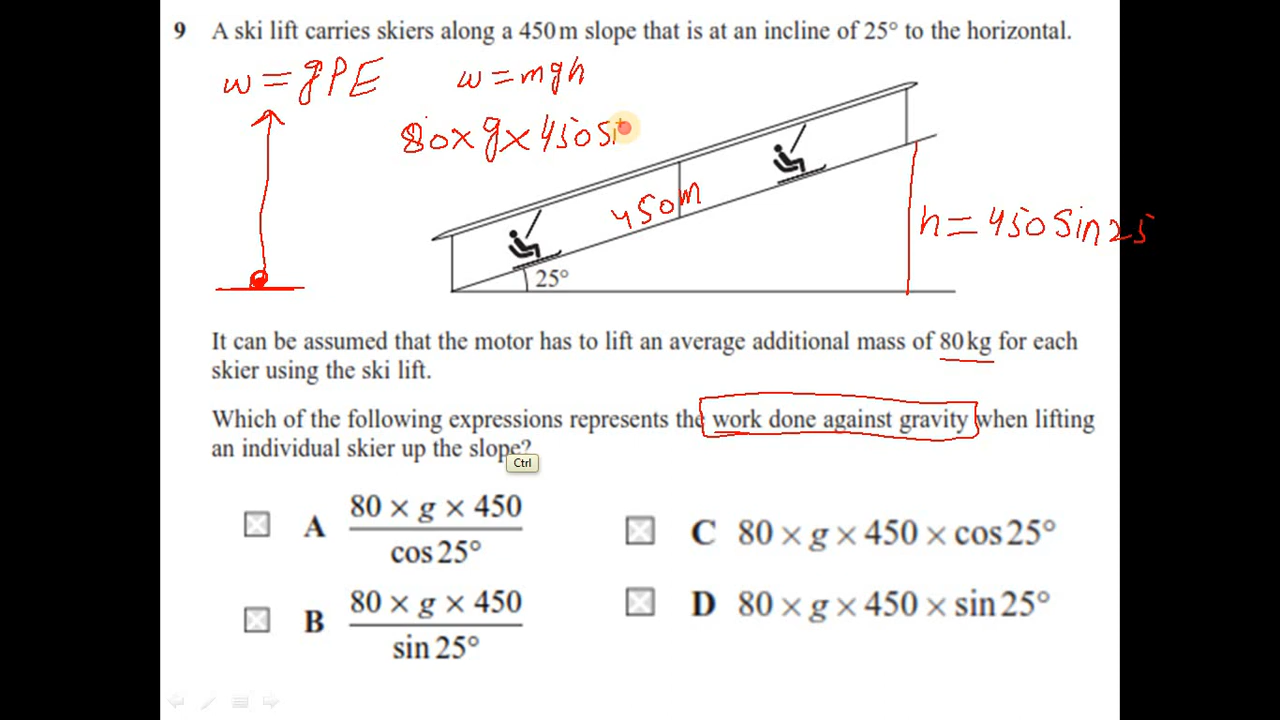 9 A ski lift carries skiers along a 450 m slope that is at an incline of 25° to the horizontal.
w = gPE w = mgh
80 × g × 450 si
450m
h = 450 sin 25
25°
It can be assumed that the motor has to lift an average additional mass of 80 kg for each
skier using the ski lift.
Which of the following expressions represents the work done against gravity when lifting
an individual skier up the slope?
Ctrl
A 80 × g × 450 / cos 25°
B 80 × g × 450 / sin 25°
C 80 × g × 450 × cos 25°
D 80 × g × 450 × sin 25°